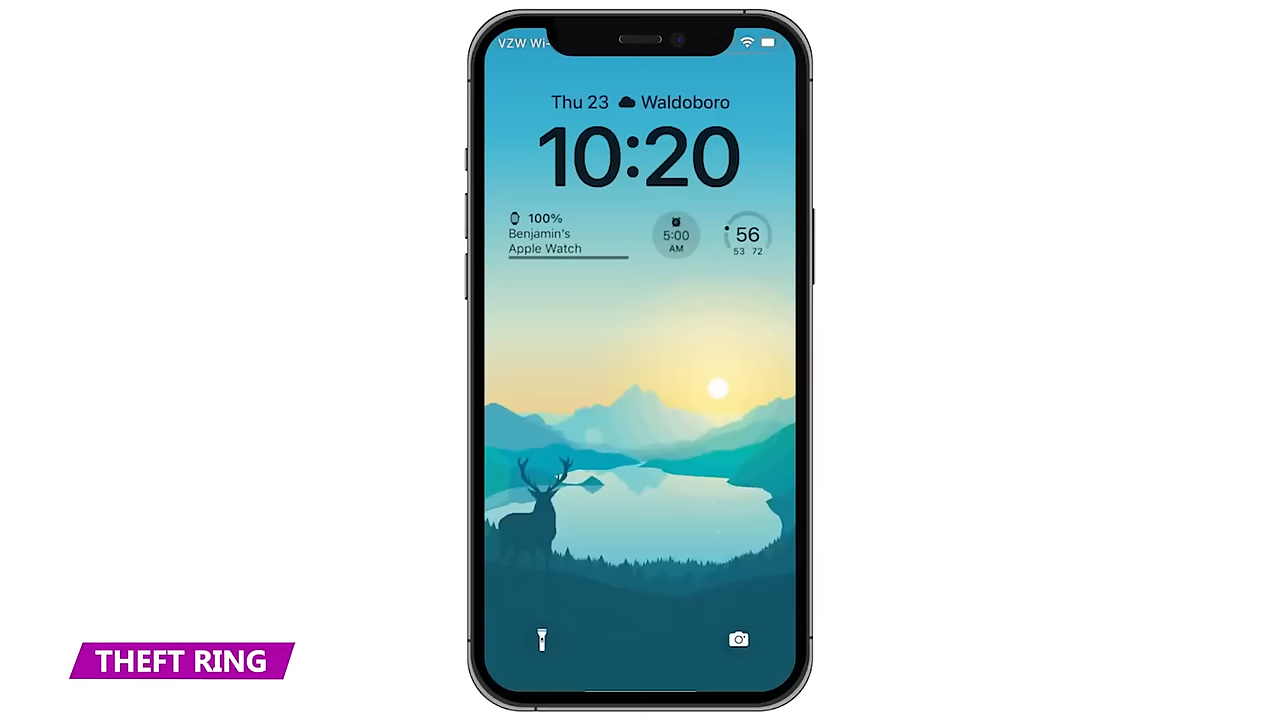 VZW Wi-
Thu 23 Waldoboro
10:20
100%
Benjamin's
Apple Watch
5:00
AM
56
53 72
THEFT RING